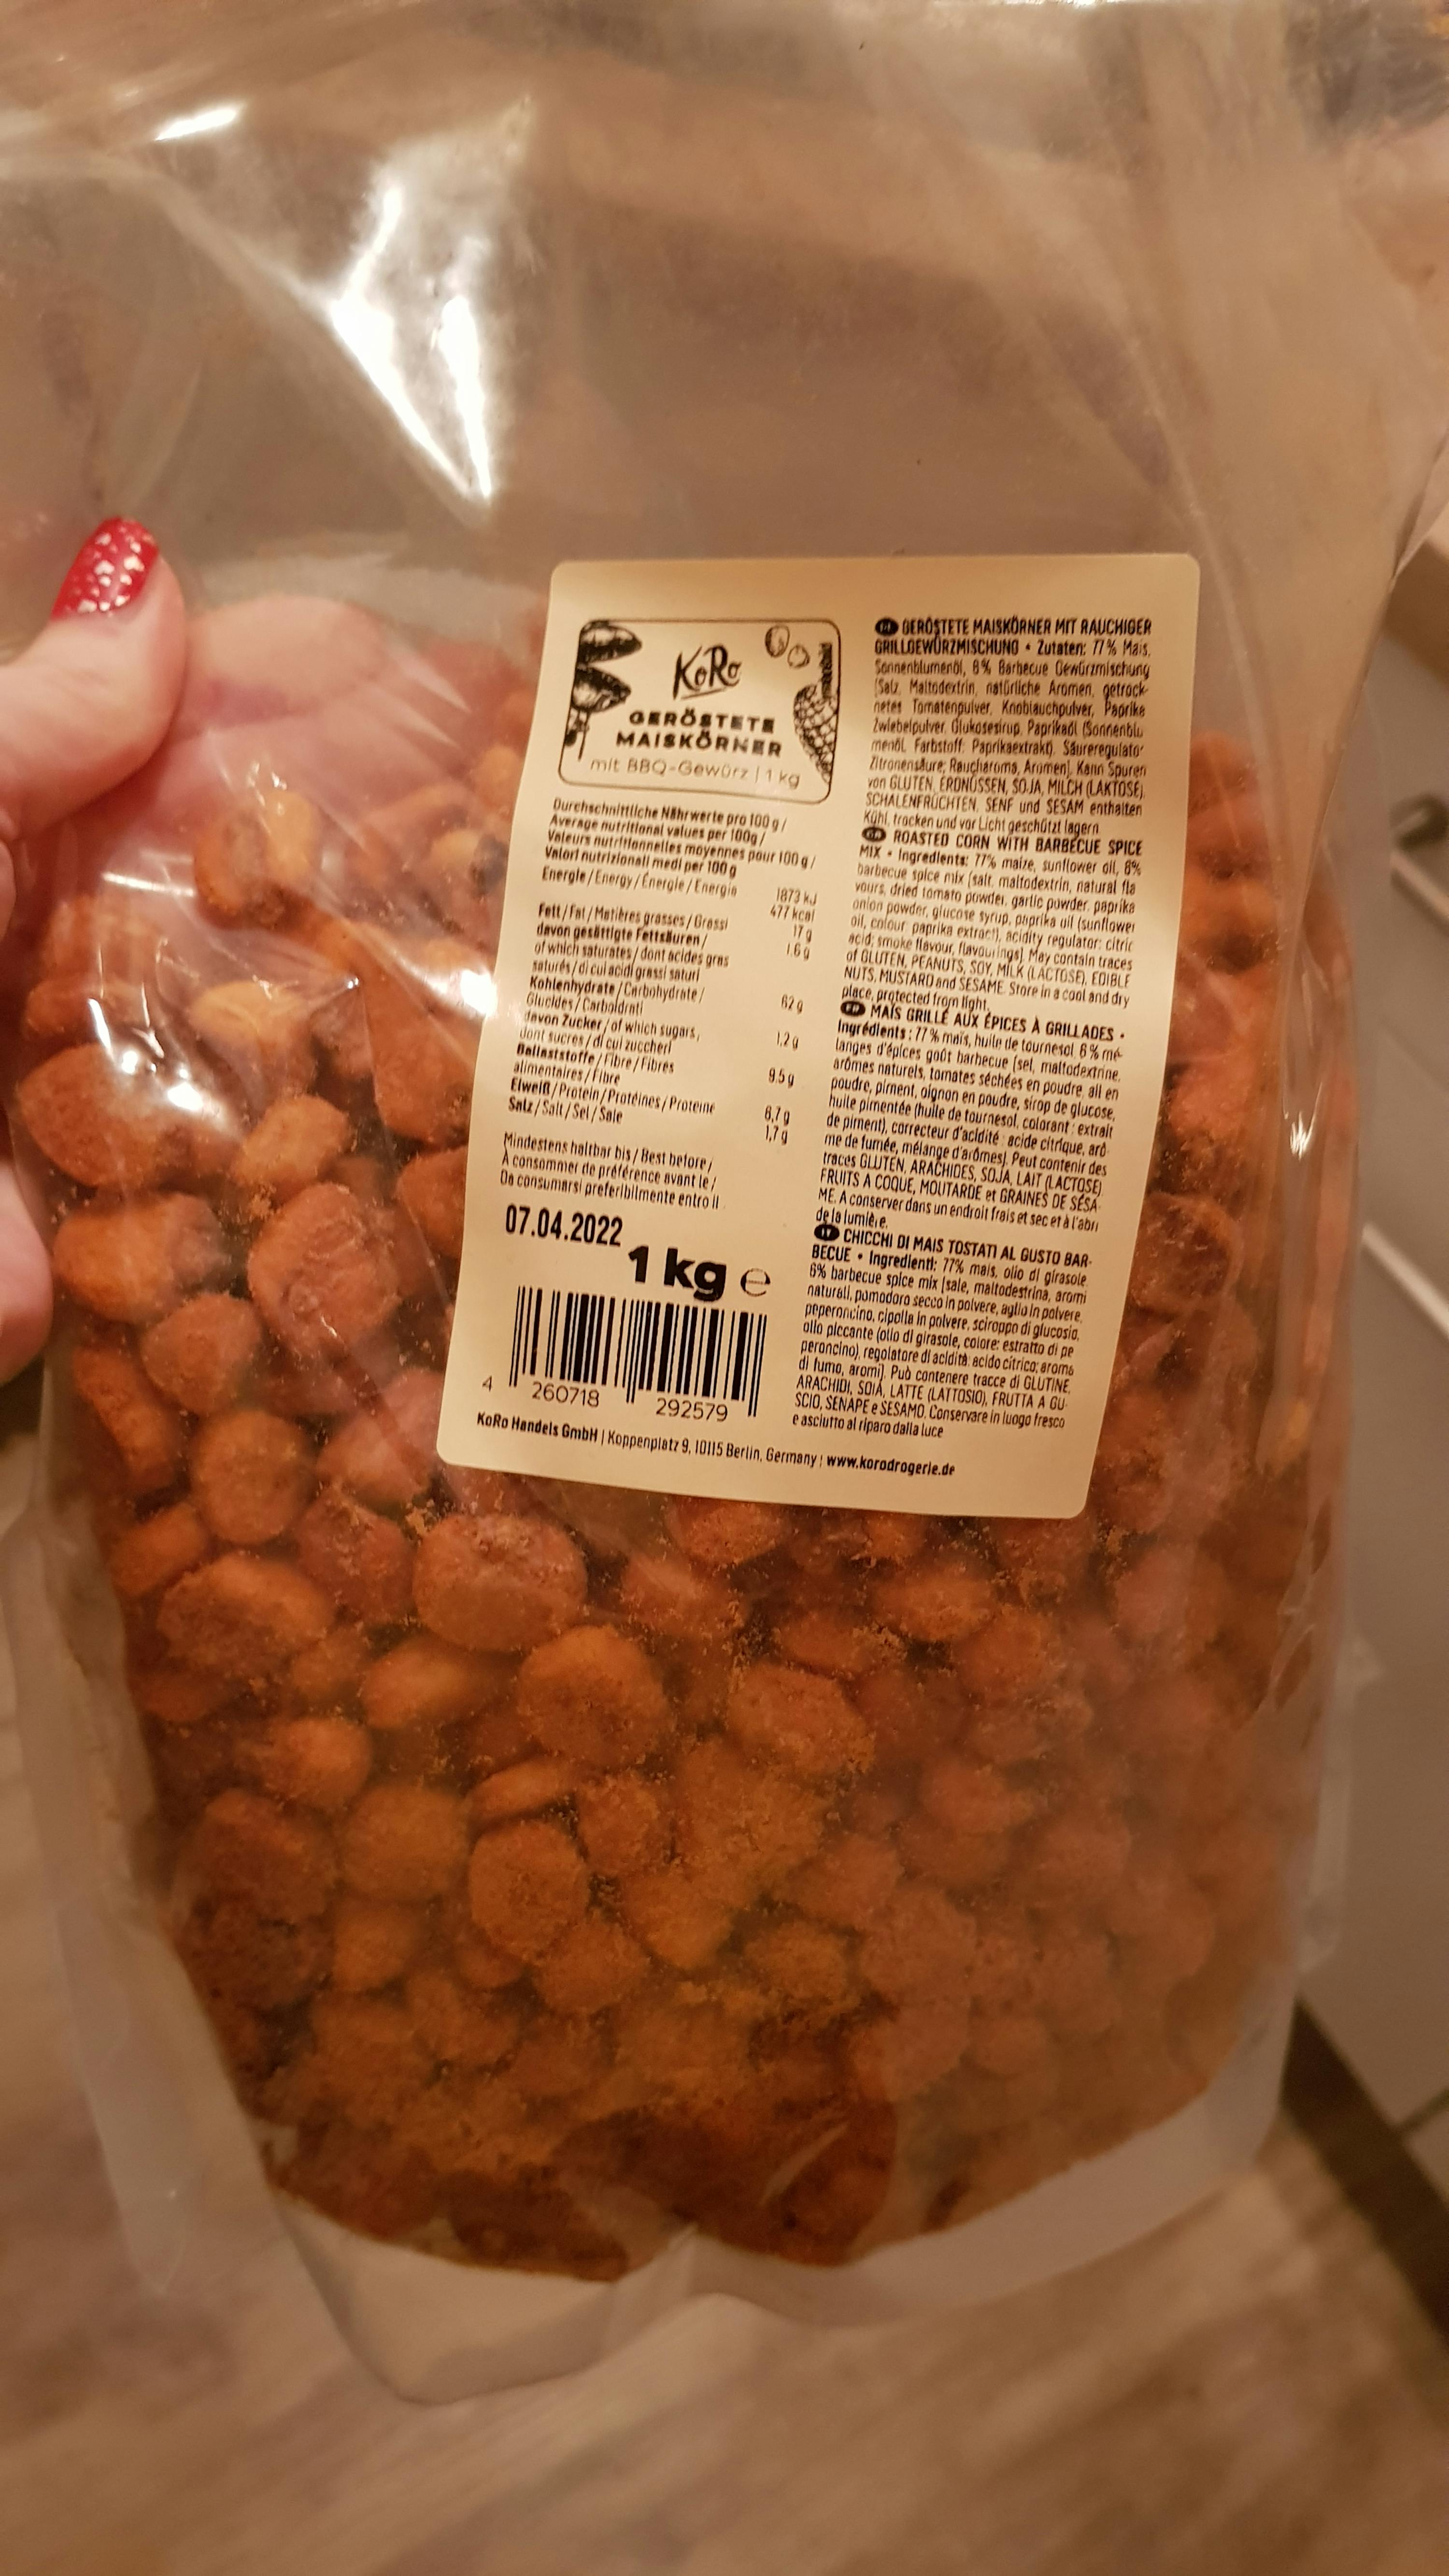 KoRo
GERÖSTETE
MAISKÖRNER
mit BBQ-Gewürz | 1 kg
Durchschnittliche Nährwerte pro 100 g /
Average nutritional values per 100g /
Valeurs nutritionnelles moyennes pour 100 g /
Valori nutrizionali medi per 100 g
Energie / Energy / Énergie / Energia 1873 kJ
477 kcal
Fett / Fat / Matières grasses / Grassi 17 g
davon gesättigte Fettsäuren / 1.6 g
of which saturates / dont acides gras
saturés / di cui acidi grassi saturi
Kohlenhydrate / Carbohydrate / 62 g
Glucides / Carboidrati
davon Zucker / of which sugars, 1,2 g
dont sucres / di cui zuccheri
Ballaststoffe / Fibre / Fibres 9.5 g
alimentaires / Fibre
Eiweiß / Protein / Protéines / Proteine 8,7 g
Salz / Salt / Sel / Sale 1,7 g
Mindestens haltbar bis / Best before /
À consommer de préférence avant le /
Da consumarsi preferibilmente entro il
07.04.2022
1 kg e
4 260718 292579
KoRo Handels GmbH | Koppenplatz 9, 10115 Berlin, Germany | www.korodrogerie.de
GERÖSTETE MAISKÖRNER MIT RAUCHIGER
GRILLGEWÜRZMISCHUNG • Zutaten: 77 % Mais,
Sonnenblumenöl, 6 % Barbecue Gewürzmischung
[Salz, Maltodextrin, natürliche Aromen, getrock-
netes Tomatenpulver, Knoblauchpulver, Paprika
Zwiebelpulver, Glukosesirup, Paprikaöl (Sonnenblu
menöl, Farbstoff: Paprikaextrakt), Säureregulator
Zitronensäure; Raucharoma, Aromen]. Kann Spuren
von GLUTEN, ERDNÜSSEN, SOJA, MILCH (LAKTOSE),
SCHALENFRÜCHTEN, SENF und SESAM enthalten
Kühl, trocken und vor Licht geschützt lagern
GB ROASTED CORN WITH BARBECUE SPICE
MIX • Ingredients: 77% maize, sunflower oil, 6%
barbecue spice mix [salt, maltodextrin, natural fla
vours, dried tomato powder, garlic powder, paprika
onion powder, glucose syrup, paprika oil (sunflower
oil, colour: paprika extract), acidity regulator: citric
acid; smoke flavour, flavourings]. May contain traces
of GLUTEN, PEANUTS, SOY, MILK (LACTOSE), EDIBLE
NUTS, MUSTARD and SESAME. Store in a cool and dry
place, protected from light.
FR MAÏS GRILLÉ AUX ÉPICES À GRILLADES •
Ingrédients : 77 % maïs, huile de tournesol, 6 % mé-
langes d'épices goût barbecue [sel, maltodextrine,
arômes naturels, tomates séchées en poudre, ail en
poudre, piment, oignon en poudre, sirop de glucose,
huile pimentée (huile de tournesol, colorant : extrait
de piment), correcteur d'acidité : acide citrique, arô-
me de fumée, mélange d'arômes]. Peut contenir des
traces GLUTEN, ARACHIDES, SOJA, LAIT (LACTOSE)
FRUITS À COQUE, MOUTARDE et GRAINES DE SÉSA-
ME. À conserver dans un endroit frais et sec et à l'abri
de la lumière.
IT CHICCHI DI MAIS TOSTATI AL GUSTO BAR-
BECUE • Ingredienti: 77% mais, olio di girasole,
6% barbecue spice mix [sale, maltodestrina, aromi
naturali, pomodoro secco in polvere, aglio in polvere,
peperoncino, cipolla in polvere, sciroppo di glucosio,
olio piccante (olio di girasole, colore: estratto di pe
peroncino), regolatore di acidità: acido citrico; aroma
di fumo, aromi]. Può contenere tracce di GLUTINE,
ARACHIDI, SOIA, LATTE (LATTOSIO), FRUTTA A GU-
SCIO, SENAPE e SESAMO. Conservare in luogo fresco
e asciutto al riparo dalla luce